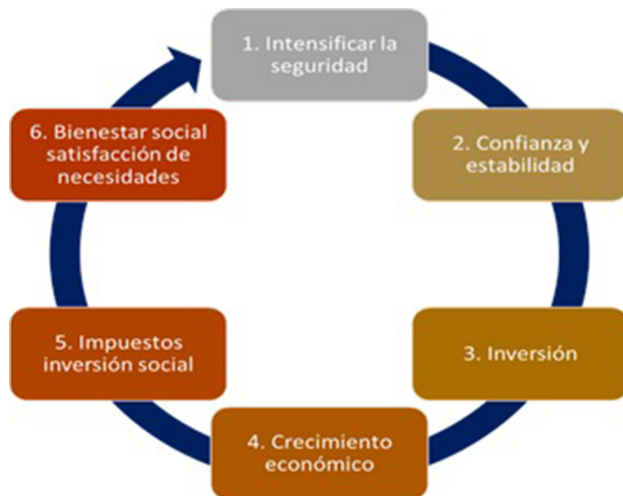 1. Intensificar la
seguridad
2. Confianza y
estabilidad
3. Inversión
4. Crecimiento
económico
5. Impuestos
inversión social
6. Bienestar social
satisfacción de
necesidades